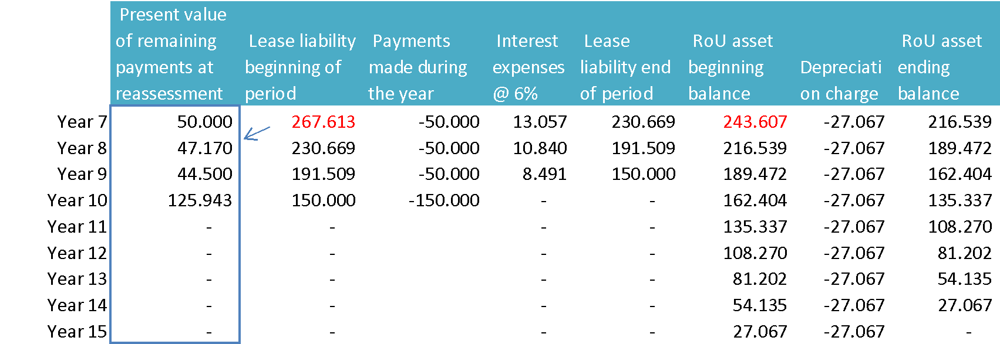 Present value of remaining payments at reassessment Lease liability beginning of period Payments made during the year Interest expenses @ 6% Lease liability end of period RoU asset beginning balance Depreciati on charge RoU asset ending balance
Year 7 50.000 267.613 -50.000 13.057 230.669 243.607 -27.067 216.539
Year 8 47.170 230.669 -50.000 10.840 191.509 216.539 -27.067 189.472
Year 9 44.500 191.509 -50.000 8.491 150.000 189.472 -27.067 162.404
Year 10 125.943 150.000 -150.000 - - 162.404 -27.067 135.337
Year 11 - - - - 135.337 -27.067 108.270
Year 12 - - - - 108.270 -27.067 81.202
Year 13 - - - - 81.202 -27.067 54.135
Year 14 - - - - 54.135 -27.067 27.067
Year 15 - - - - 27.067 -27.067 -